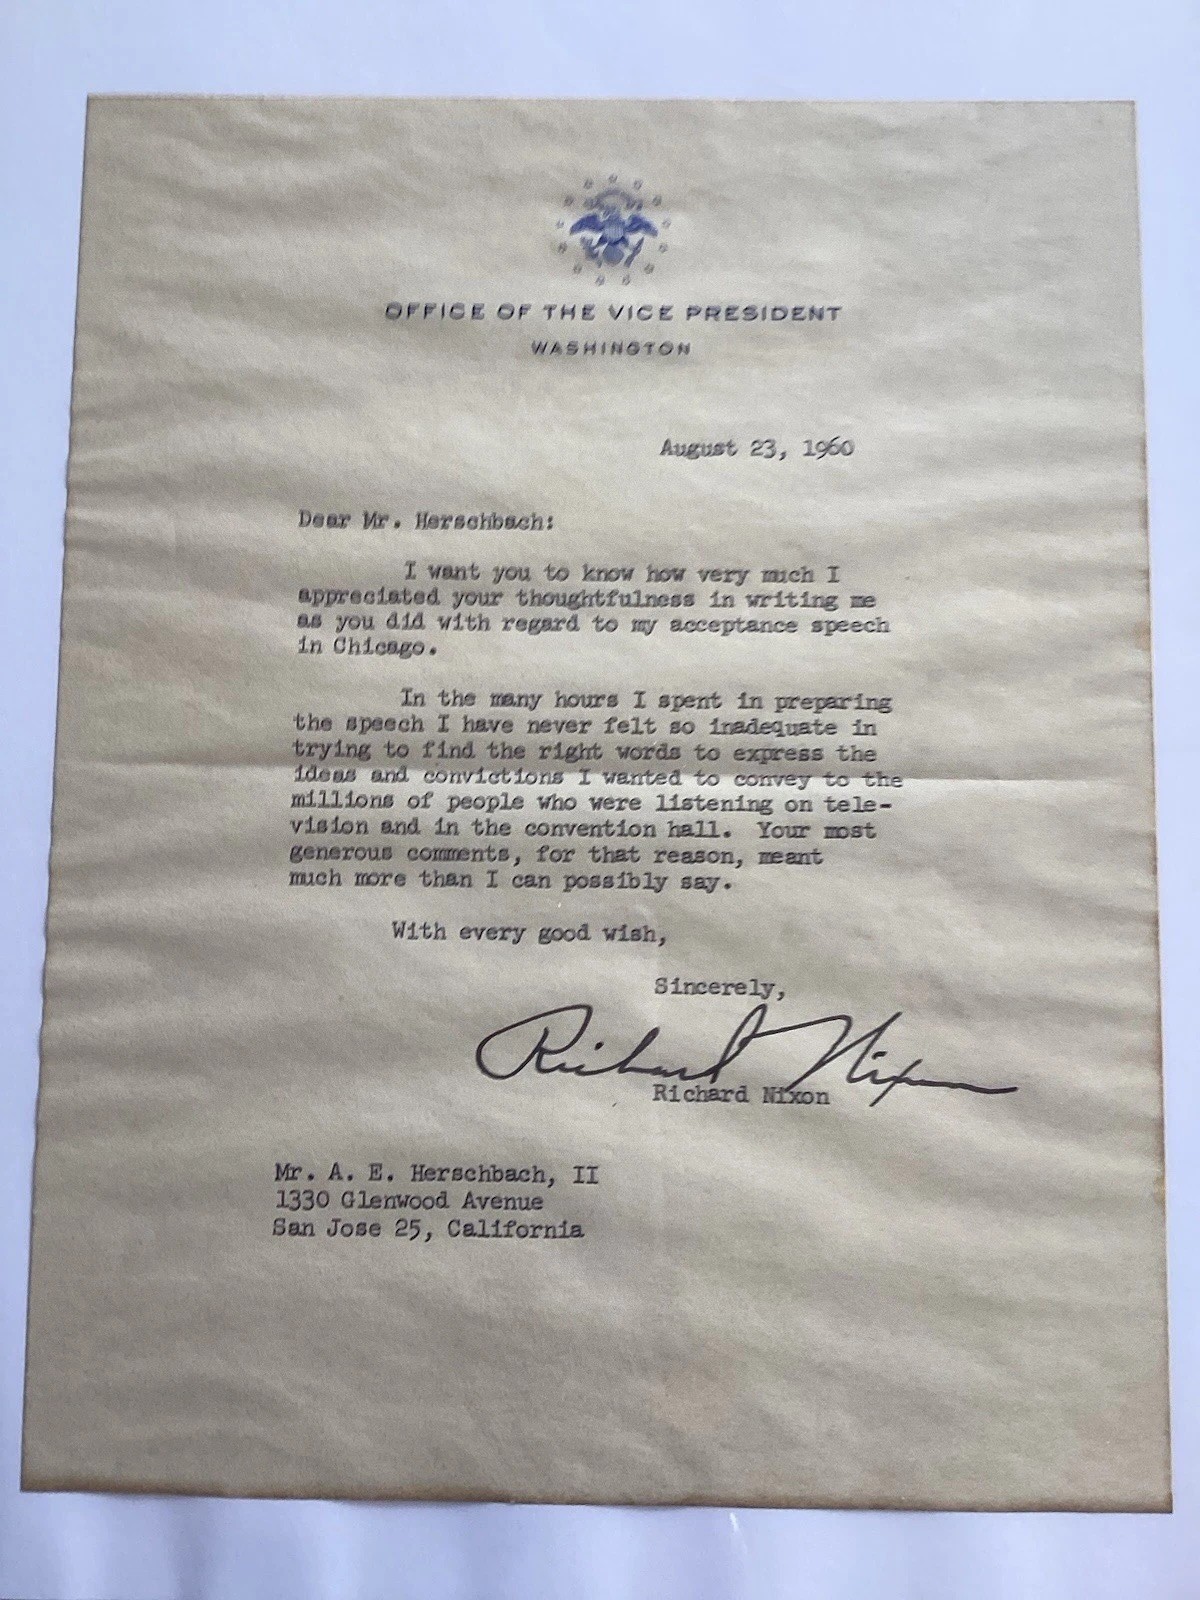 OFFICE OF THE VICE PRESIDENT
WASHINGTON
August 23, 1960
Dear Mr. Herschbach:
I want you to know how very much I
appreciated your thoughtfulness in writing me
as you did with regard to my acceptance speech
in Chicago.
In the many hours I spent in preparing
the speech I have never felt so inadequate in
trying to find the right words to express the
ideas and convictions I wanted to convey to the
millions of people who were listening on tele-
vision and in the convention hall. Your most
generous comments, for that reason, meant
much more than I can possibly say.
With every good wish,
Sincerely,
Richard Nixon
Richard Nixon
Mr. A. E. Herschbach, II
1330 Glenwood Avenue
San Jose 25, California